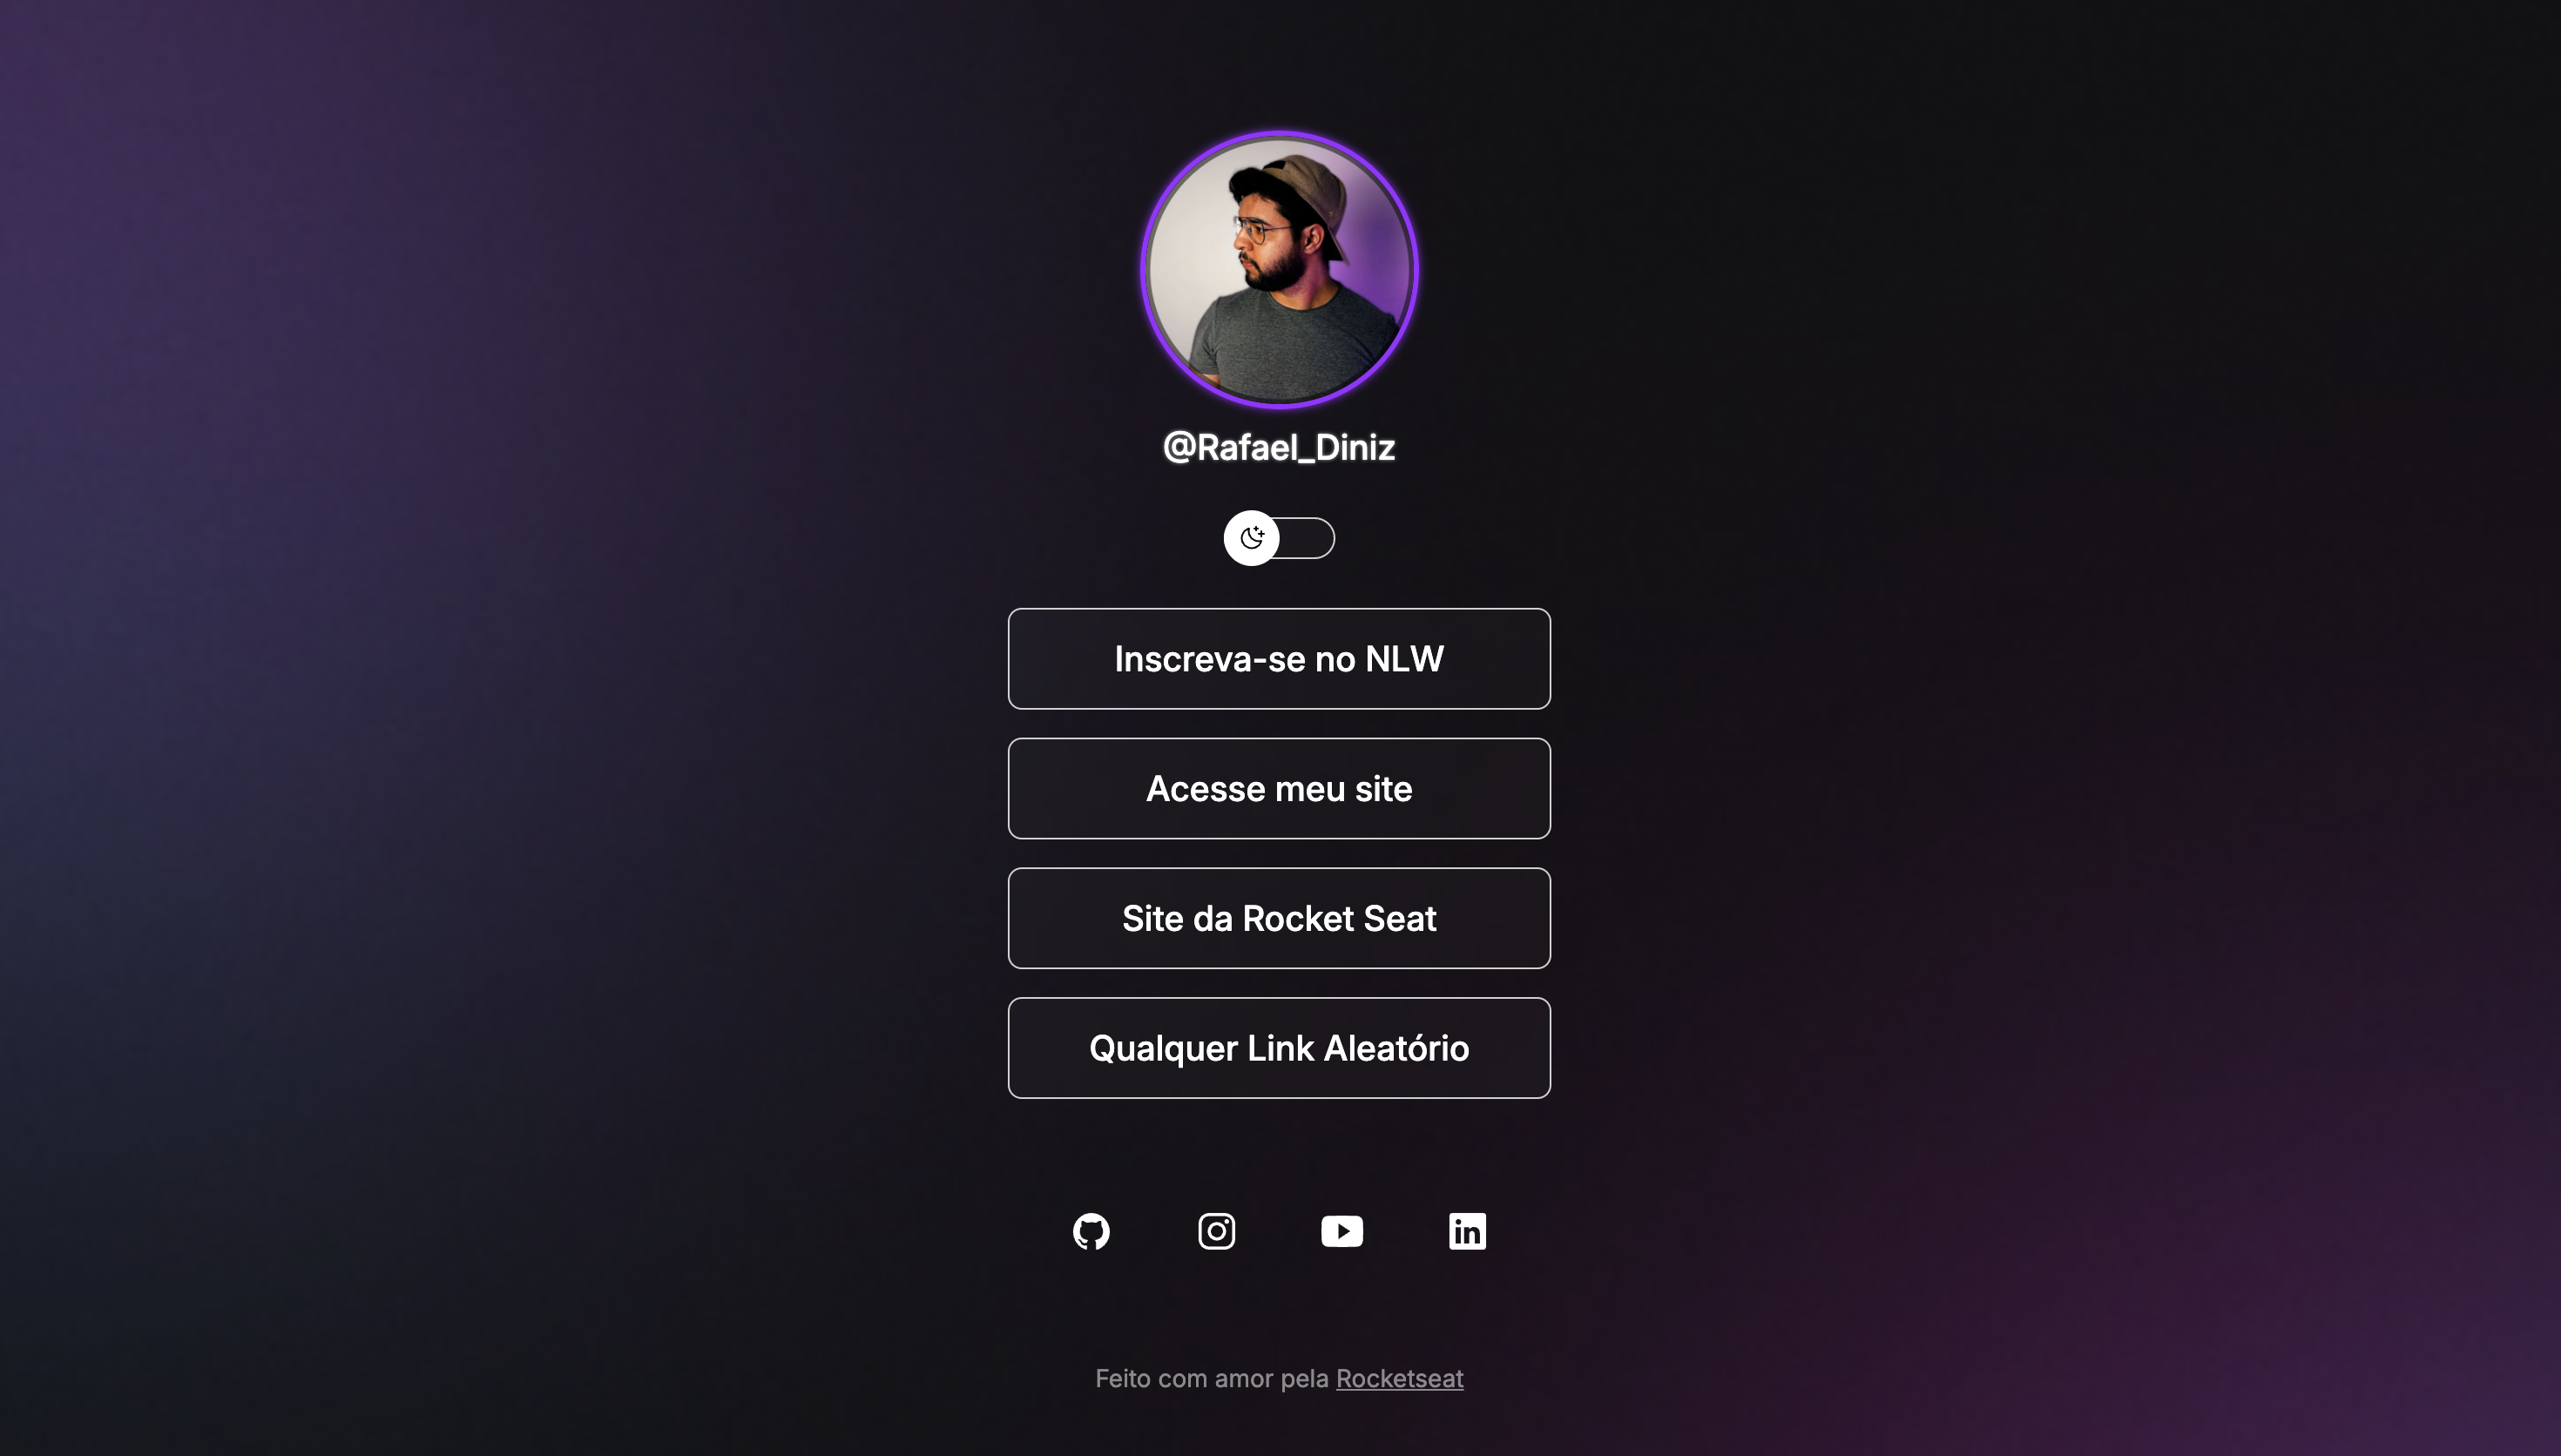 @Rafael_Diniz
Inscreva-se no NLW
Acesse meu site
Site da Rocket Seat
Qualquer Link Aleatório
Feito com amor pela Rocketseat